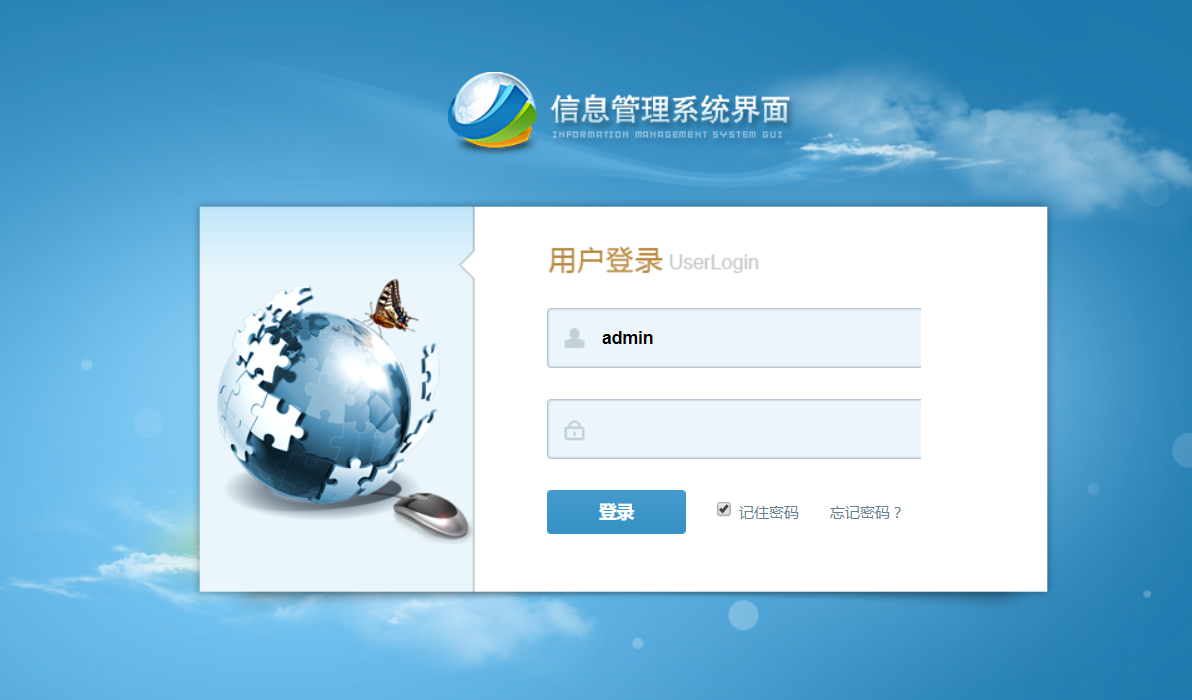 信息管理系统界面
INFORMATION MANAGEMENT SYSTEM GUI
用户登录 UserLogin
admin
登录 记住密码 忘记密码？